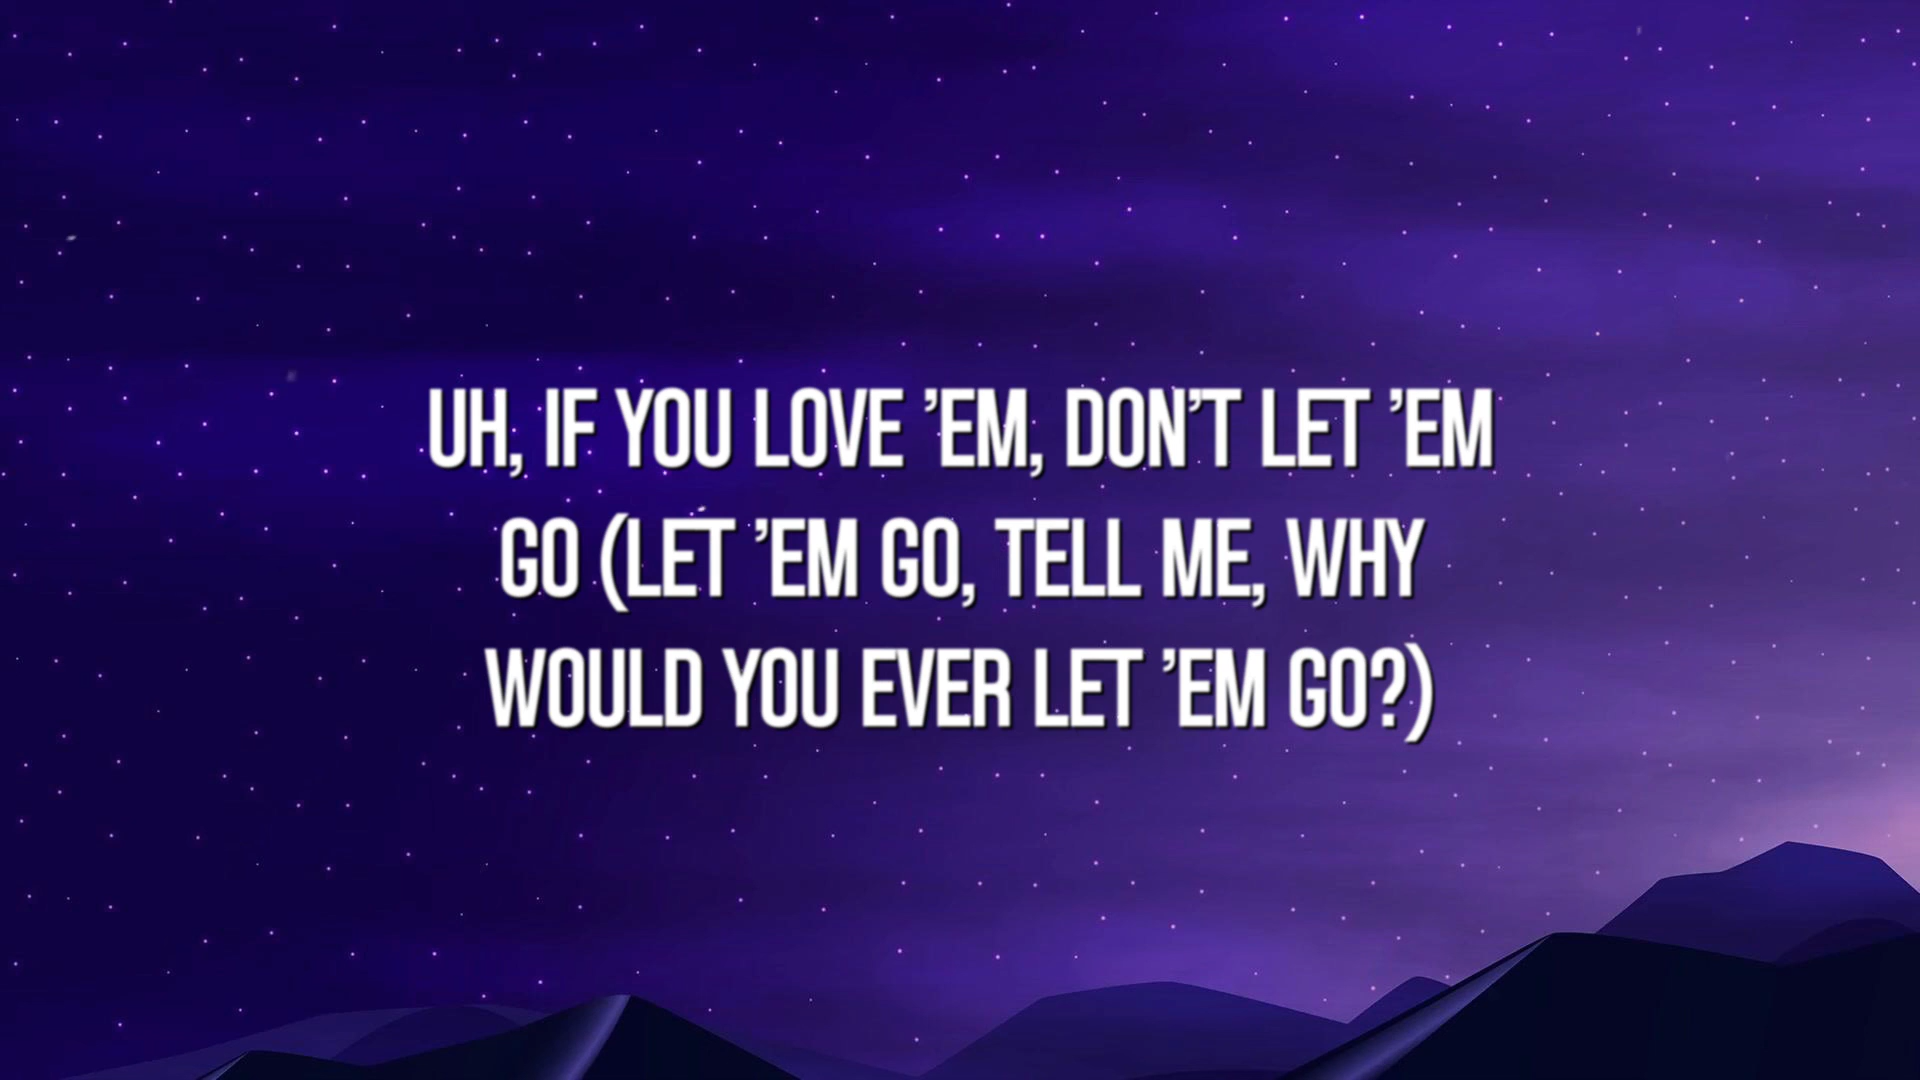 UH, IF YOU LOVE ’EM, DON’T LET ’EM
GO (LET ’EM GO, TELL ME, WHY
WOULD YOU EVER LET ’EM GO?)